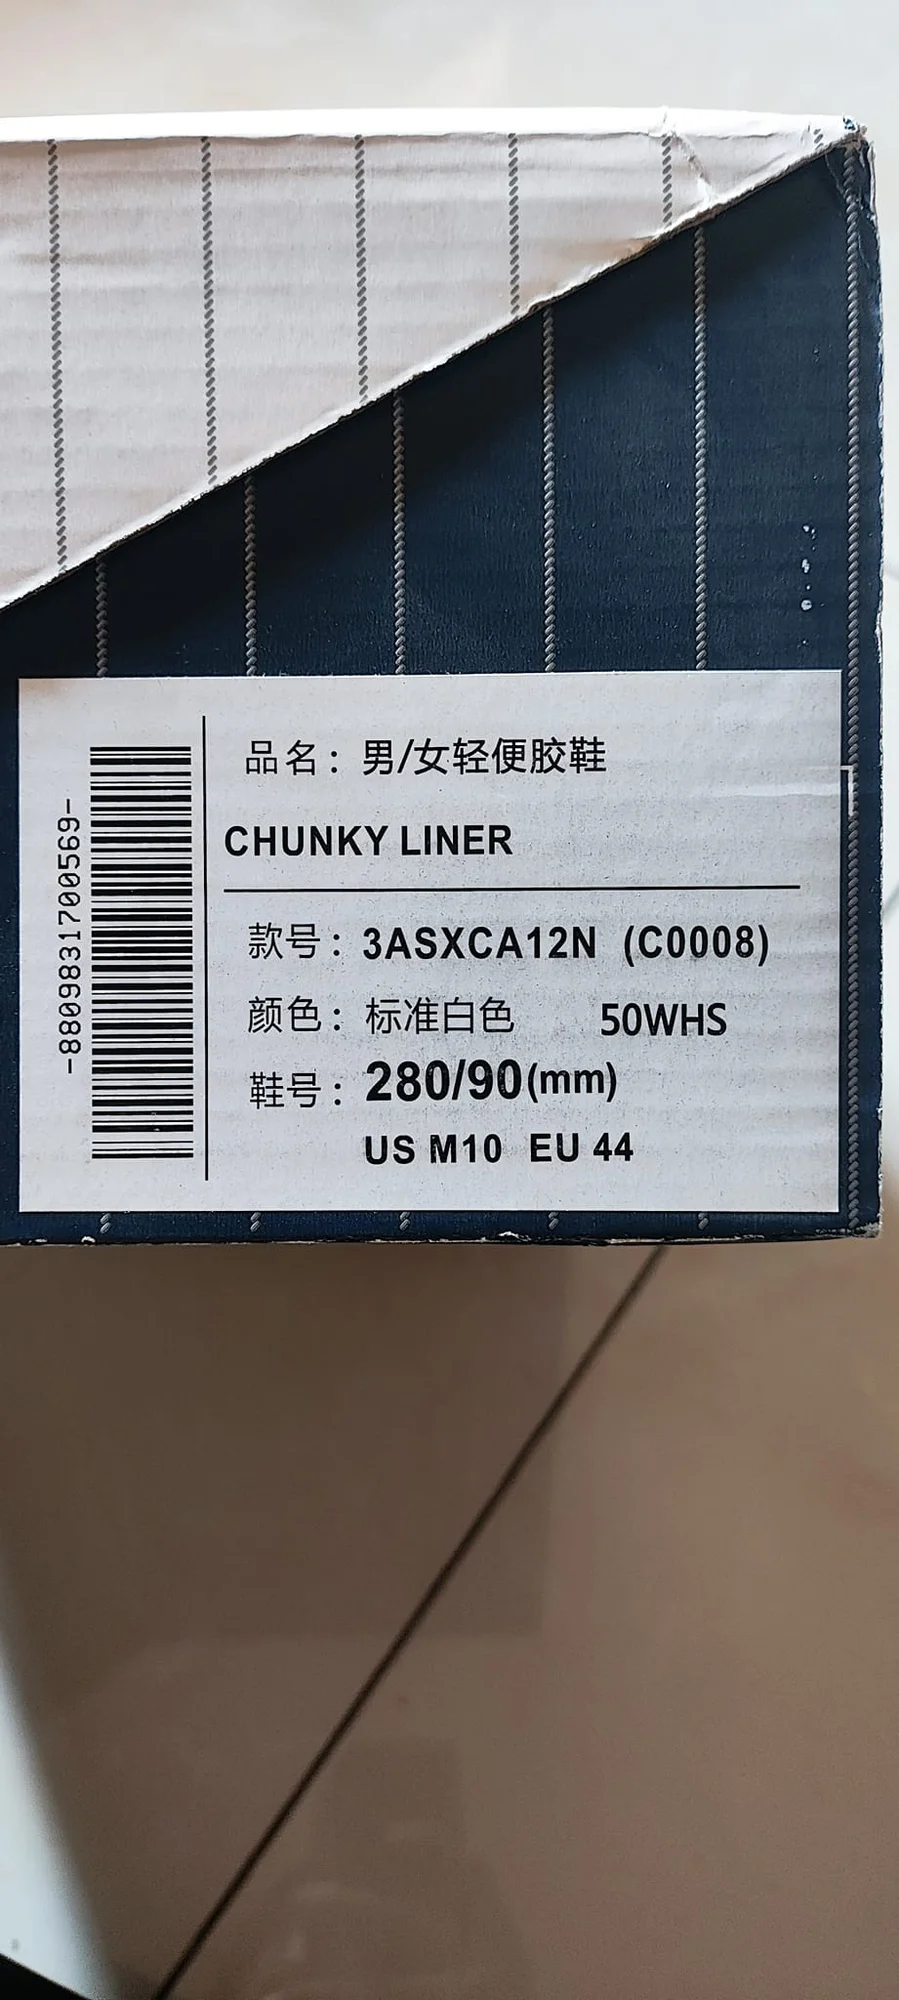 品名：男/女轻便胶鞋
CHUNKY LINER
款号：3ASXCA12N (C0008)
颜色：标准白色 50WHS
鞋号：280/90(mm)
US M10 EU 44
-8809831700569-